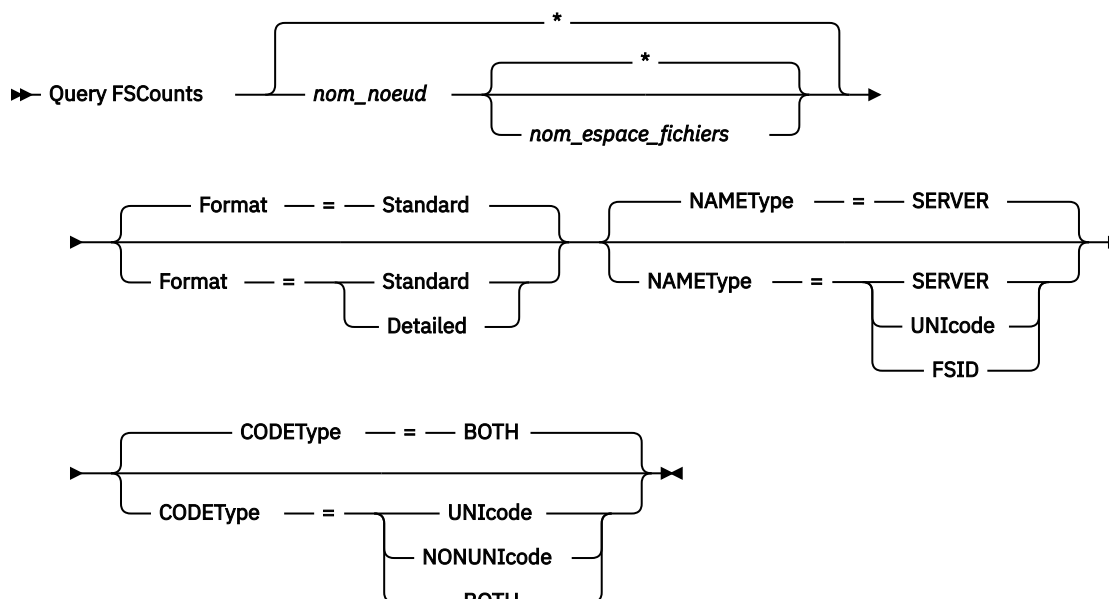 *
*
Query FSCounts nom_noeud
nom_espace_fichiers
Format = Standard NAMEType = SERVER
Format = Standard NAMEType = SERVER
Detailed UNIcode
FSID
CODEType = BOTH
CODEType = UNIcode
NONUNIcode
BOTH